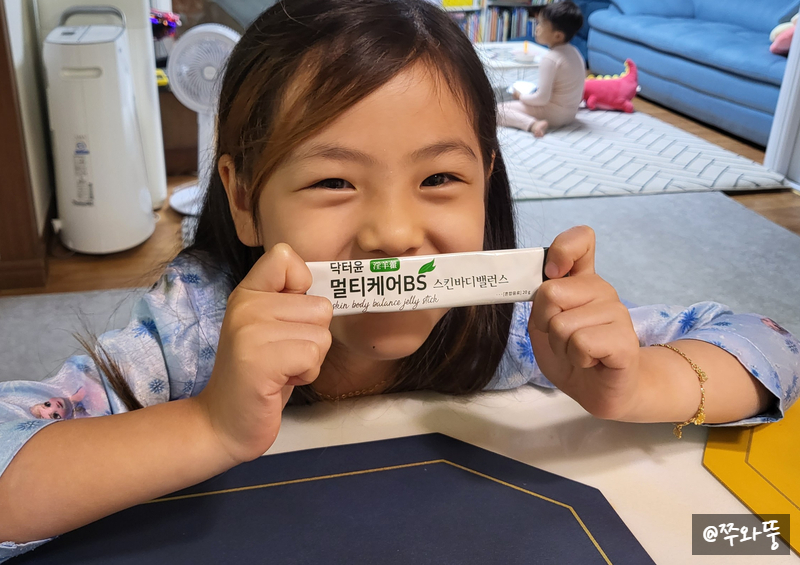 닥터윤
멀티케어BS 스킨바디밸런스
skin body balance jelly stick
@쭈와뚱